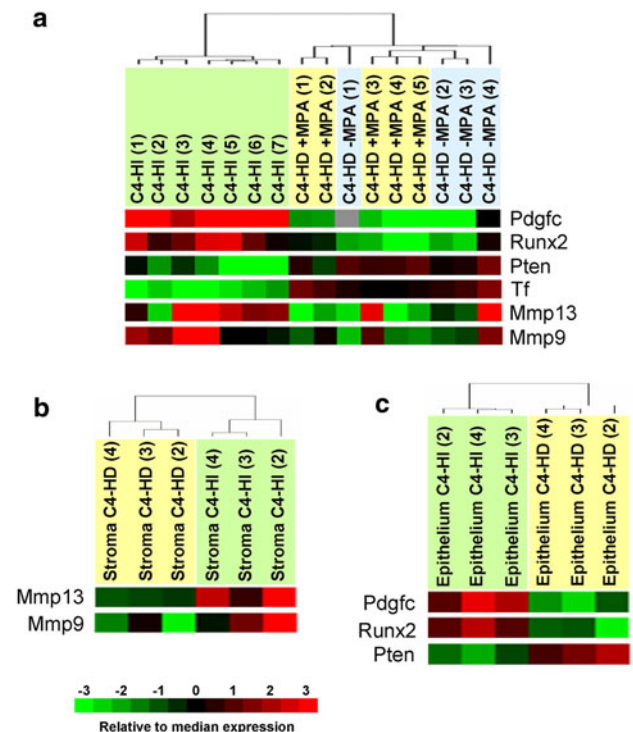 a
C4-HI (1)
C4-HI (2)
C4-HI (3)
C4-HI (4)
C4-HI (5)
C4-HI (6)
C4-HI (7)
C4-HD +MPA (1)
C4-HD +MPA (2)
C4-HD -MPA (1)
C4-HD +MPA (3)
C4-HD +MPA (4)
C4-HD +MPA (5)
C4-HD -MPA (2)
C4-HD -MPA (3)
C4-HD -MPA (4)
Pdgfc
Runx2
Pten
Tf
Mmp13
Mmp9
b
Stroma C4-HD (4)
Stroma C4-HD (3)
Stroma C4-HD (2)
Stroma C4-HI (4)
Stroma C4-HI (3)
Stroma C4-HI (2)
Mmp13
Mmp9
c
Epithelium C4-HI (2)
Epithelium C4-HI (4)
Epithelium C4-HI (3)
Epithelium C4-HD (4)
Epithelium C4-HD (3)
Epithelium C4-HD (2)
Pdgfc
Runx2
Pten
-3 -2 -1 0 1 2 3
Relative to median expression